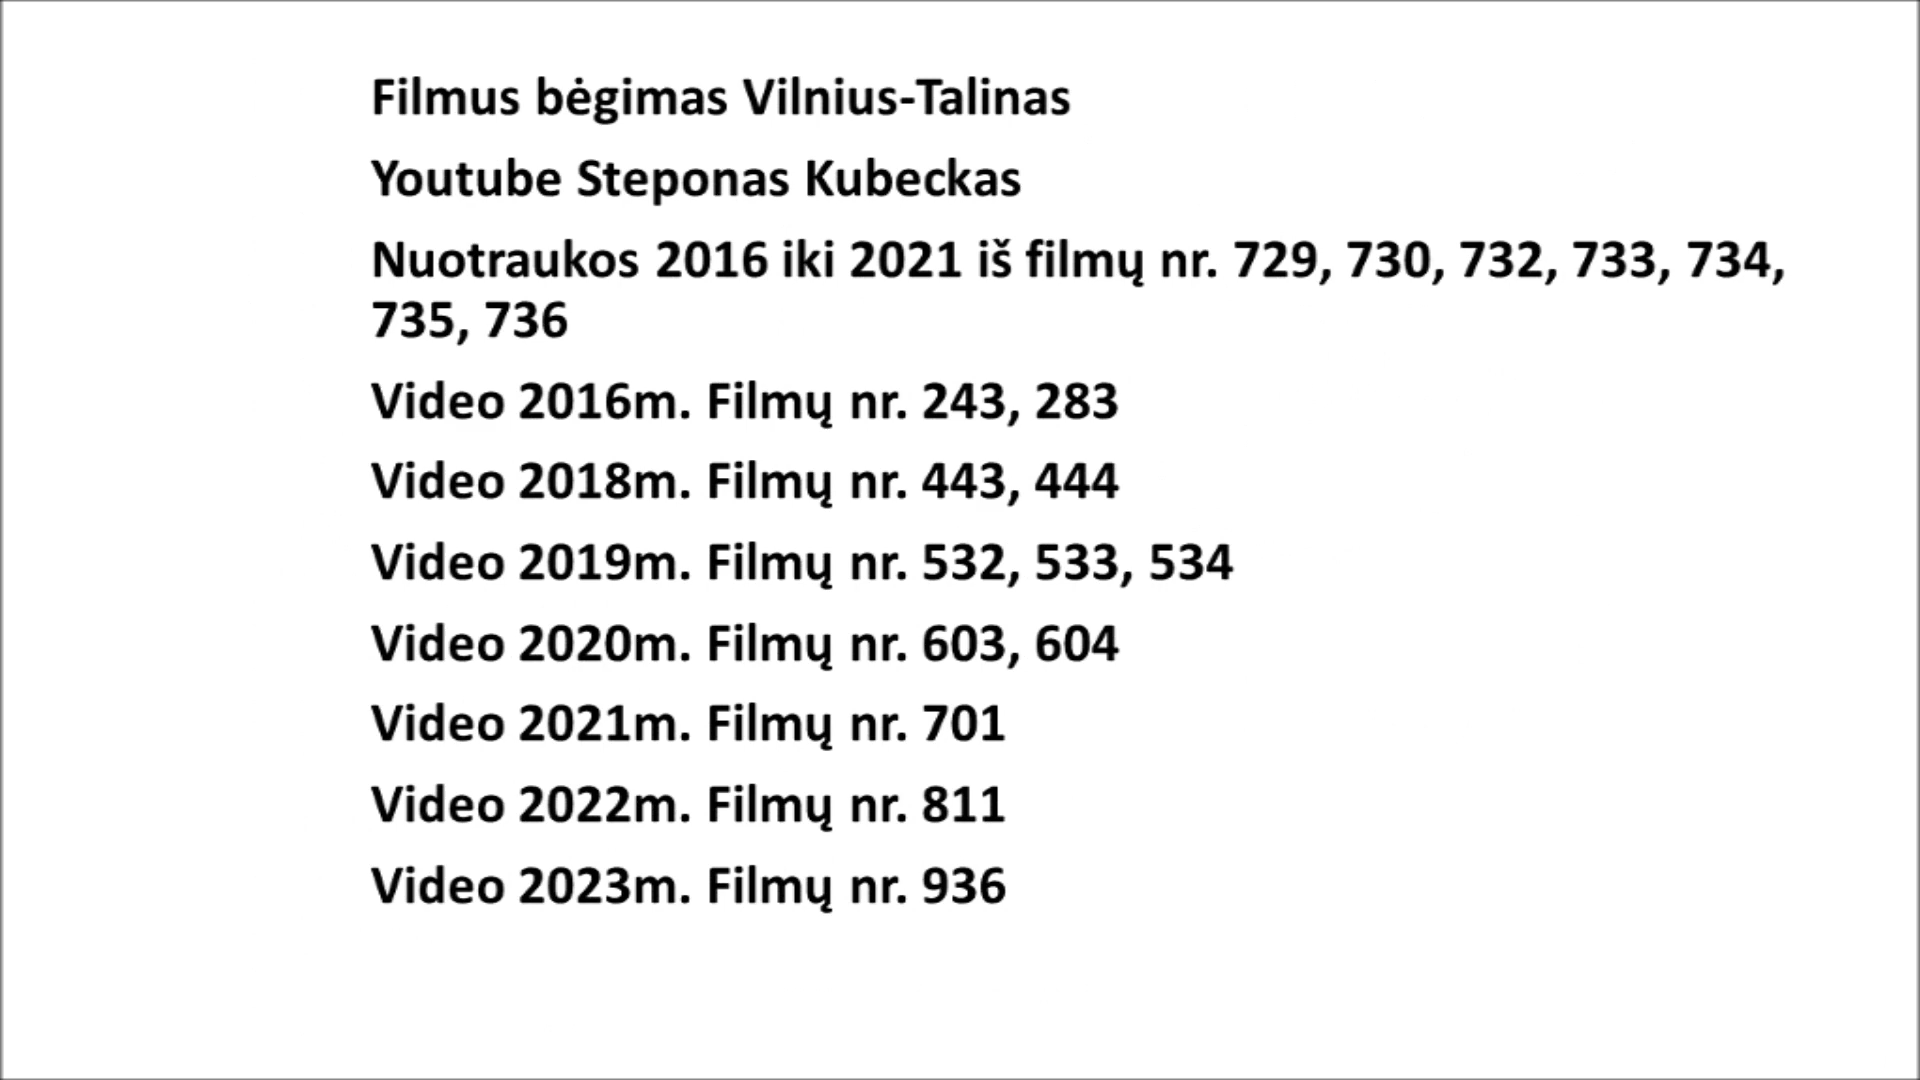 Filmus bėgimas Vilnius-Talinas
Youtube Steponas Kubeckas
Nuotraukos 2016 iki 2021 iš filmų nr. 729, 730, 732, 733, 734,
735, 736
Video 2016m. Filmų nr. 243, 283
Video 2018m. Filmų nr. 443, 444
Video 2019m. Filmų nr. 532, 533, 534
Video 2020m. Filmų nr. 603, 604
Video 2021m. Filmų nr. 701
Video 2022m. Filmų nr. 811
Video 2023m. Filmų nr. 936